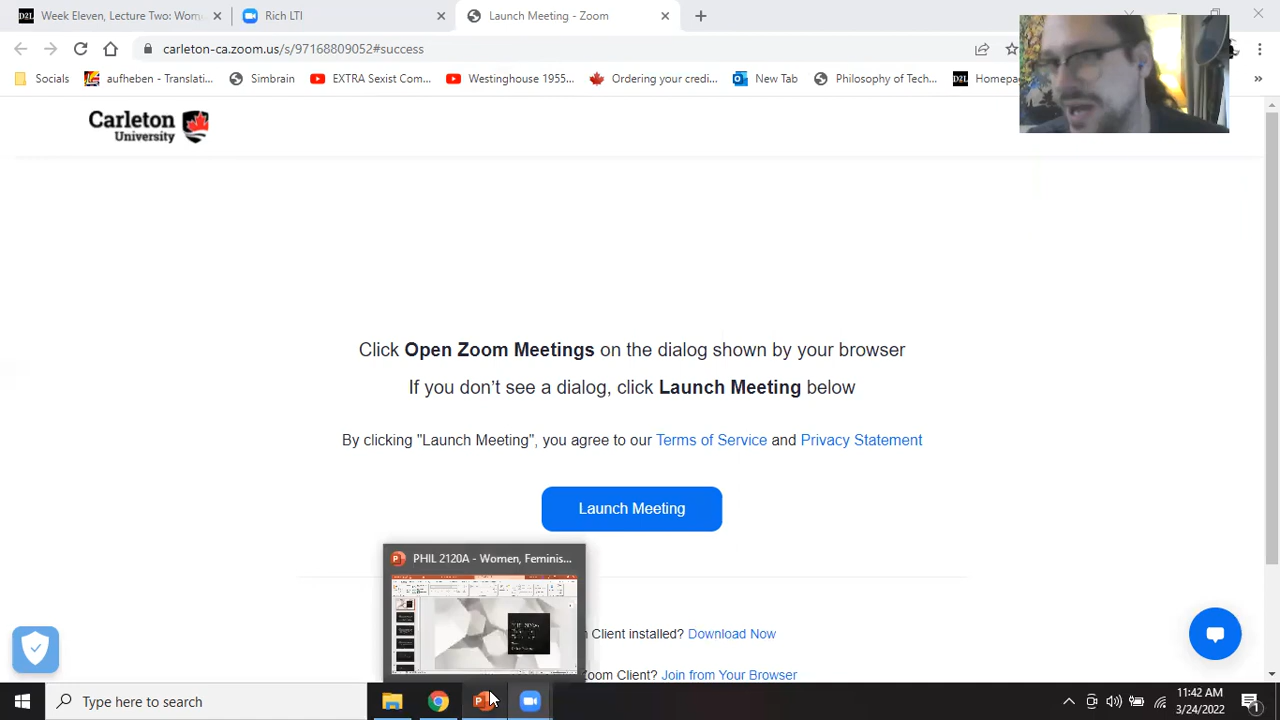 Week Eleven, Lecture Two: Wom
Rich LTI
Launch Meeting - Zoom
carleton-ca.zoom.us/s/97168809052#success
Socials
aufheben - Translati...
Simbrain
EXTRA Sexist Com...
Westinghouse 1955...
Ordering your credi...
New Tab
Philosophy of Tech...
Homepa
»
Carleton
University
Click Open Zoom Meetings on the dialog shown by your browser
If you don’t see a dialog, click Launch Meeting below
By clicking "Launch Meeting", you agree to our Terms of Service and Privacy Statement
Launch Meeting
PHIL 2120A - Women, Feminis...
Client installed? Download Now
Zoom Client? Join from Your Browser
Type here to search
11:42 AM
3/24/2022